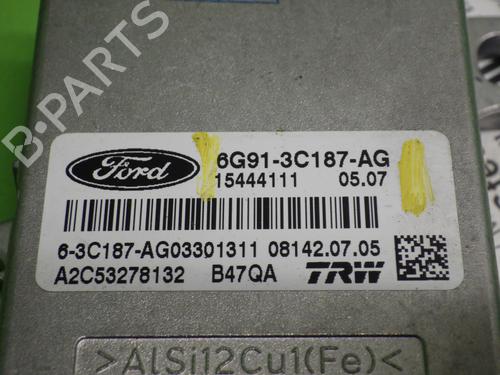 B-PARTS
Ford
6G91-3C187-AG
15444111 05.07
6-3C187-AG03301311 08142.07.05
A2C53278132 B47QA TRW
>AlSi12Cu1(Fe)<